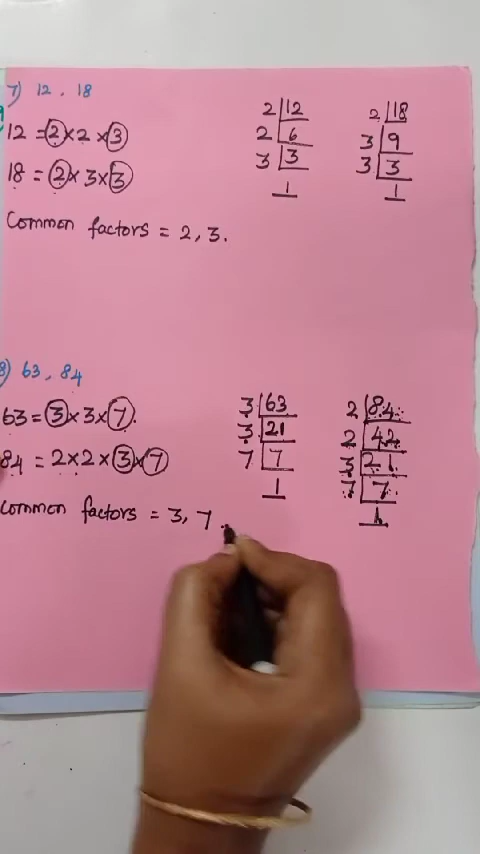 7) 12, 18
12 = 2 × 2 × 3
18 = 2 × 3 × 3
2 | 12
2 | 6
3 | 3
1
2 | 18
3 | 9
3 | 3
1
Common factors = 2, 3.
8) 63, 84
63 = 3 × 3 × 7.
84 = 2 × 2 × 3 × 7
3 | 63
3 | 21
7 | 7
1
2 | 84
2 | 42
3 | 21
7 | 7
1
Common factors = 3, 7.